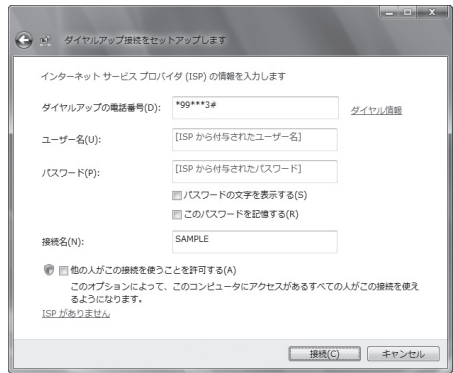 ダイヤルアップ接続をセットアップします
インターネット サービス プロバイダ (ISP) の情報を入力します
ダイヤルアップの電話番号(D): *99***3# ダイヤル情報
ユーザー名(U): [ISP から付与されたユーザー名]
パスワード(P): [ISP から付与されたパスワード]
パスワードの文字を表示する(S)
このパスワードを記憶する(R)
接続名(N): SAMPLE
他の人がこの接続を使うことを許可する(A)
このオプションによって、このコンピュータにアクセスがあるすべての人がこの接続を使え
るようになります。
ISP がありません
接続(C) キャンセル